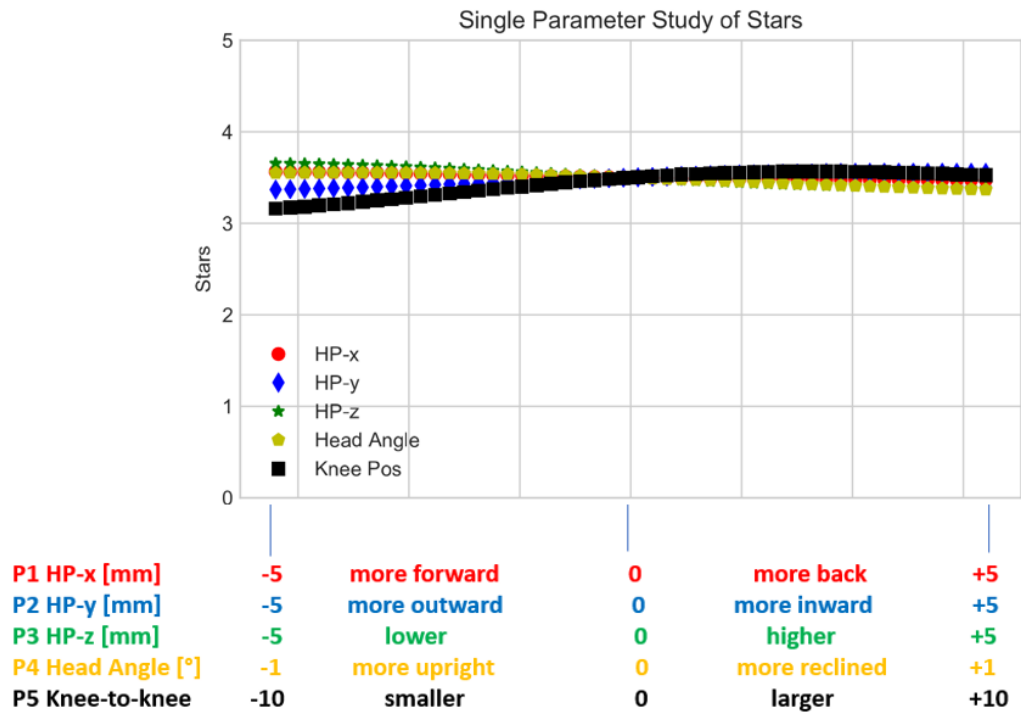 Single Parameter Study of Stars
5
4
3
2
1
0
Stars
HP-x
HP-y
HP-z
Head Angle
Knee Pos
P1 HP-x [mm] -5 more forward 0 more back +5
P2 HP-y [mm] -5 more outward 0 more inward +5
P3 HP-z [mm] -5 lower 0 higher +5
P4 Head Angle [°] -1 more upright 0 more reclined +1
P5 Knee-to-knee -10 smaller 0 larger +10